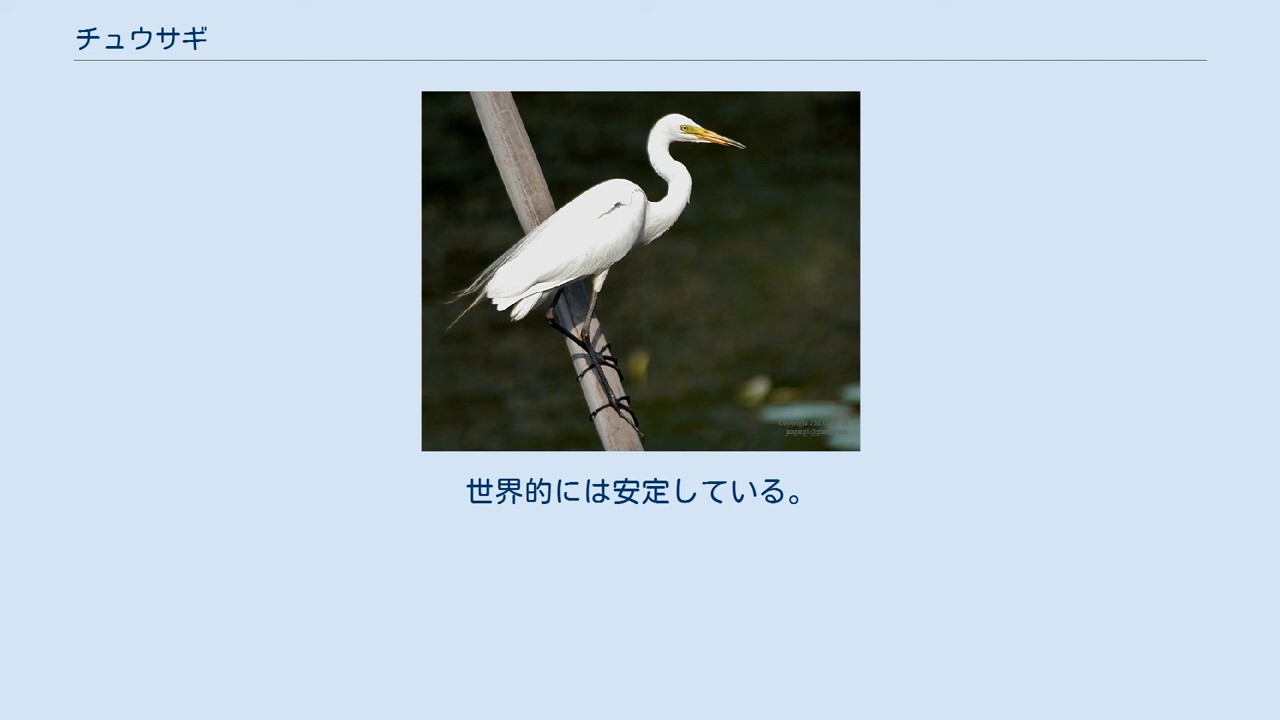 チュウサギ
世界的には安定している。